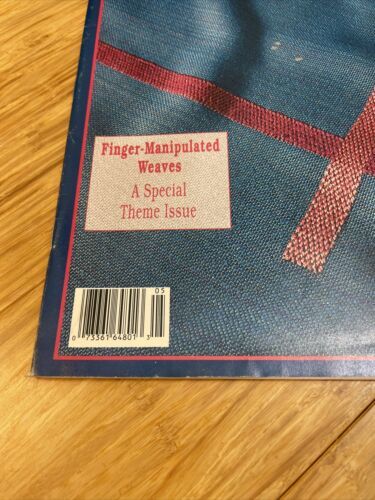 Finger-Manipulated
Weaves
A Special
Theme Issue
05
0 73361 64801 3